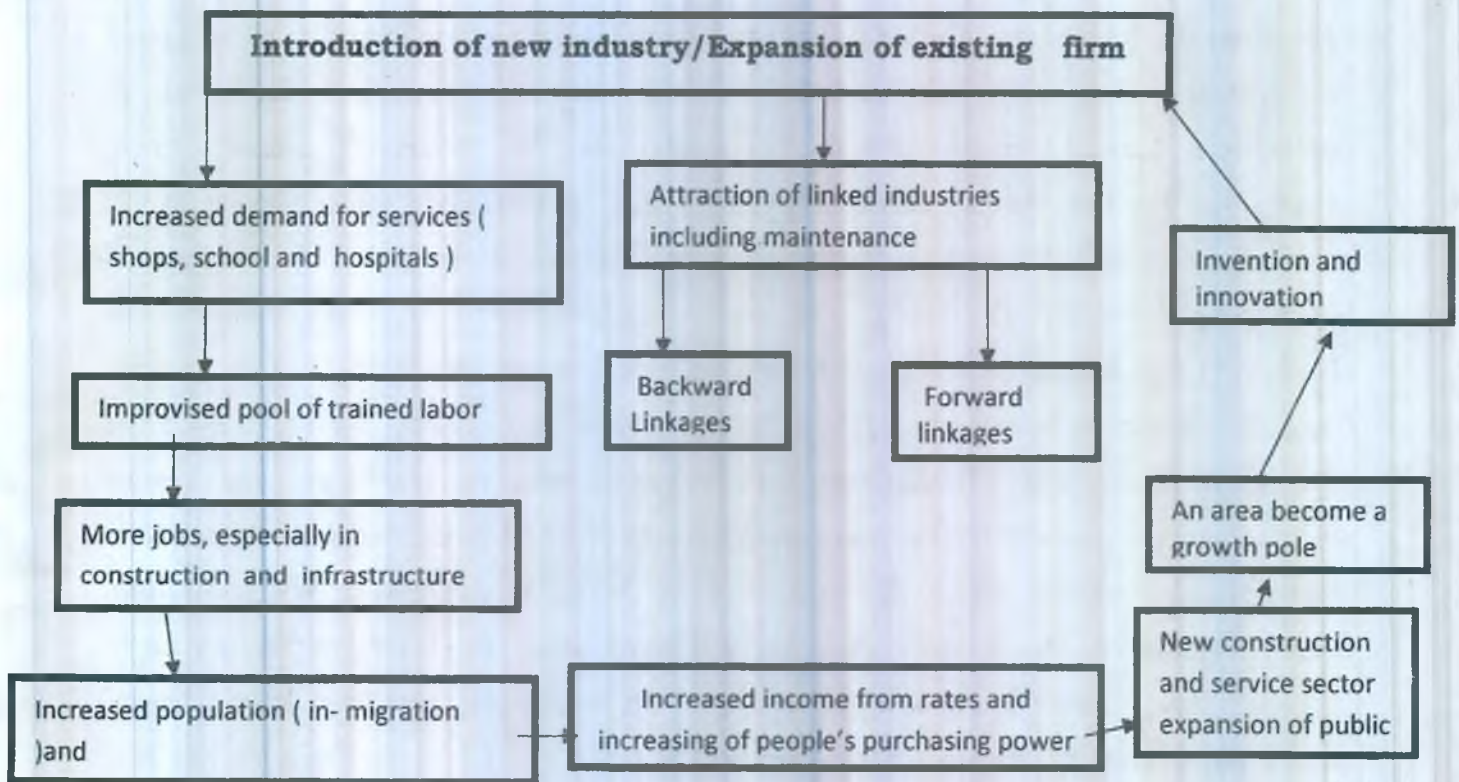 Introduction of new industry/Expansion of existing firm
Increased demand for services (
shops, school and hospitals )
Improvised pool of trained labor
More jobs, especially in
construction and infrastructure
Increased population ( in- migration
)and
Attraction of linked industries
including maintenance
Backward
Linkages
Forward
linkages
Increased income from rates and
increasing of people's purchasing power
New construction
and service sector
expansion of public
An area become a
growth pole
Invention and
innovation